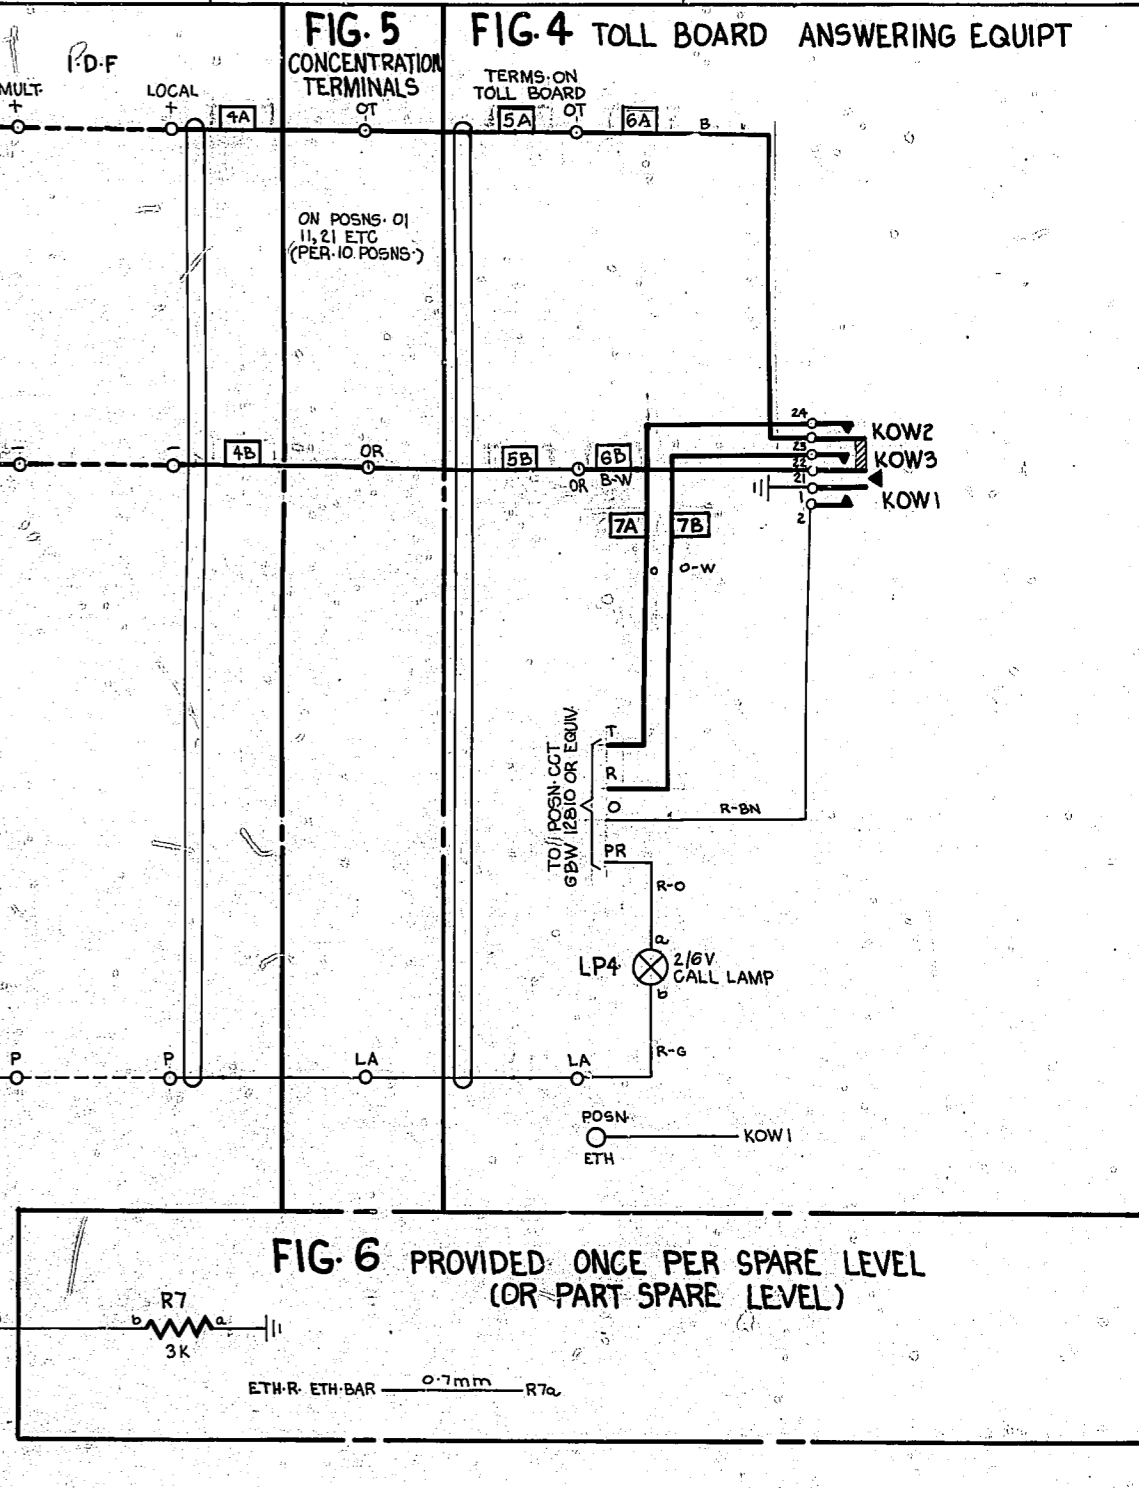 I·D·F
MULT·
+
LOCAL
+
4A
FIG·5
CONCENTRATION
TERMINALS
OT
FIG·4 TOLL BOARD ANSWERING EQUIPT
TERMS·ON
TOLL BOARD
OT
5A
6A
B
ON POSNS· 01
11,21 ETC
(PER·10 POSNS·)
24
KOW2
23
KOW3
22
21
KOW1
1
2
–
–
4B
OR
5B
OR
6B
B-W
7A
7B
O
O-W
TO POSN·CCT
GBW 12810 OR EQUIV·
T
R
O
R-BN
PR
R-O
a
LP4
2/6V
CALL LAMP
b
R-G
P
P
LA
LA
POSN
ETH
KOW1
FIG·6 PROVIDED ONCE PER SPARE LEVEL
(OR PART SPARE LEVEL)
R7
b
a
3K
ETH·R· ETH·BAR 0·7mm R7a